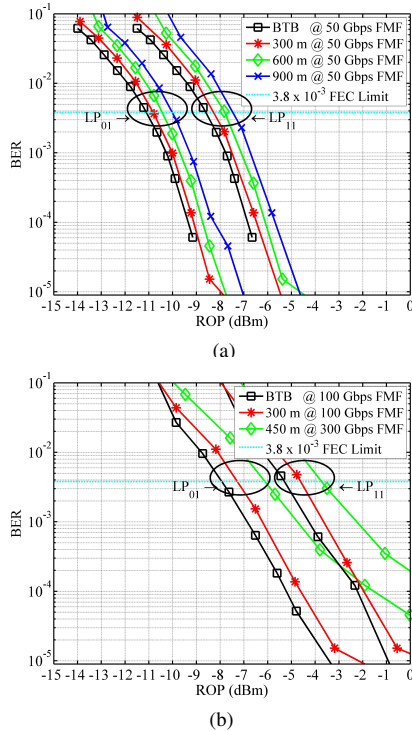 10⁻¹
10⁻²
10⁻³
10⁻⁴
10⁻⁵
BER
BTB @ 50 Gbps FMF
300 m @ 50 Gbps FMF
600 m @ 50 Gbps FMF
900 m @ 50 Gbps FMF
3.8 x 10⁻³ FEC Limit
LP₀₁
LP₁₁
-15 -14 -13 -12 -11 -10 -9 -8 -7 -6 -5 -4 -3 -2 -1 0
ROP (dBm)
(a)
10⁻¹
10⁻²
10⁻³
10⁻⁴
10⁻⁵
BER
BTB @ 100 Gbps FMF
300 m @ 100 Gbps FMF
450 m @ 300 Gbps FMF
3.8 x 10⁻³ FEC Limit
LP₀₁
LP₁₁
-15 -14 -13 -12 -11 -10 -9 -8 -7 -6 -5 -4 -3 -2 -1 0
ROP (dBm)
(b)